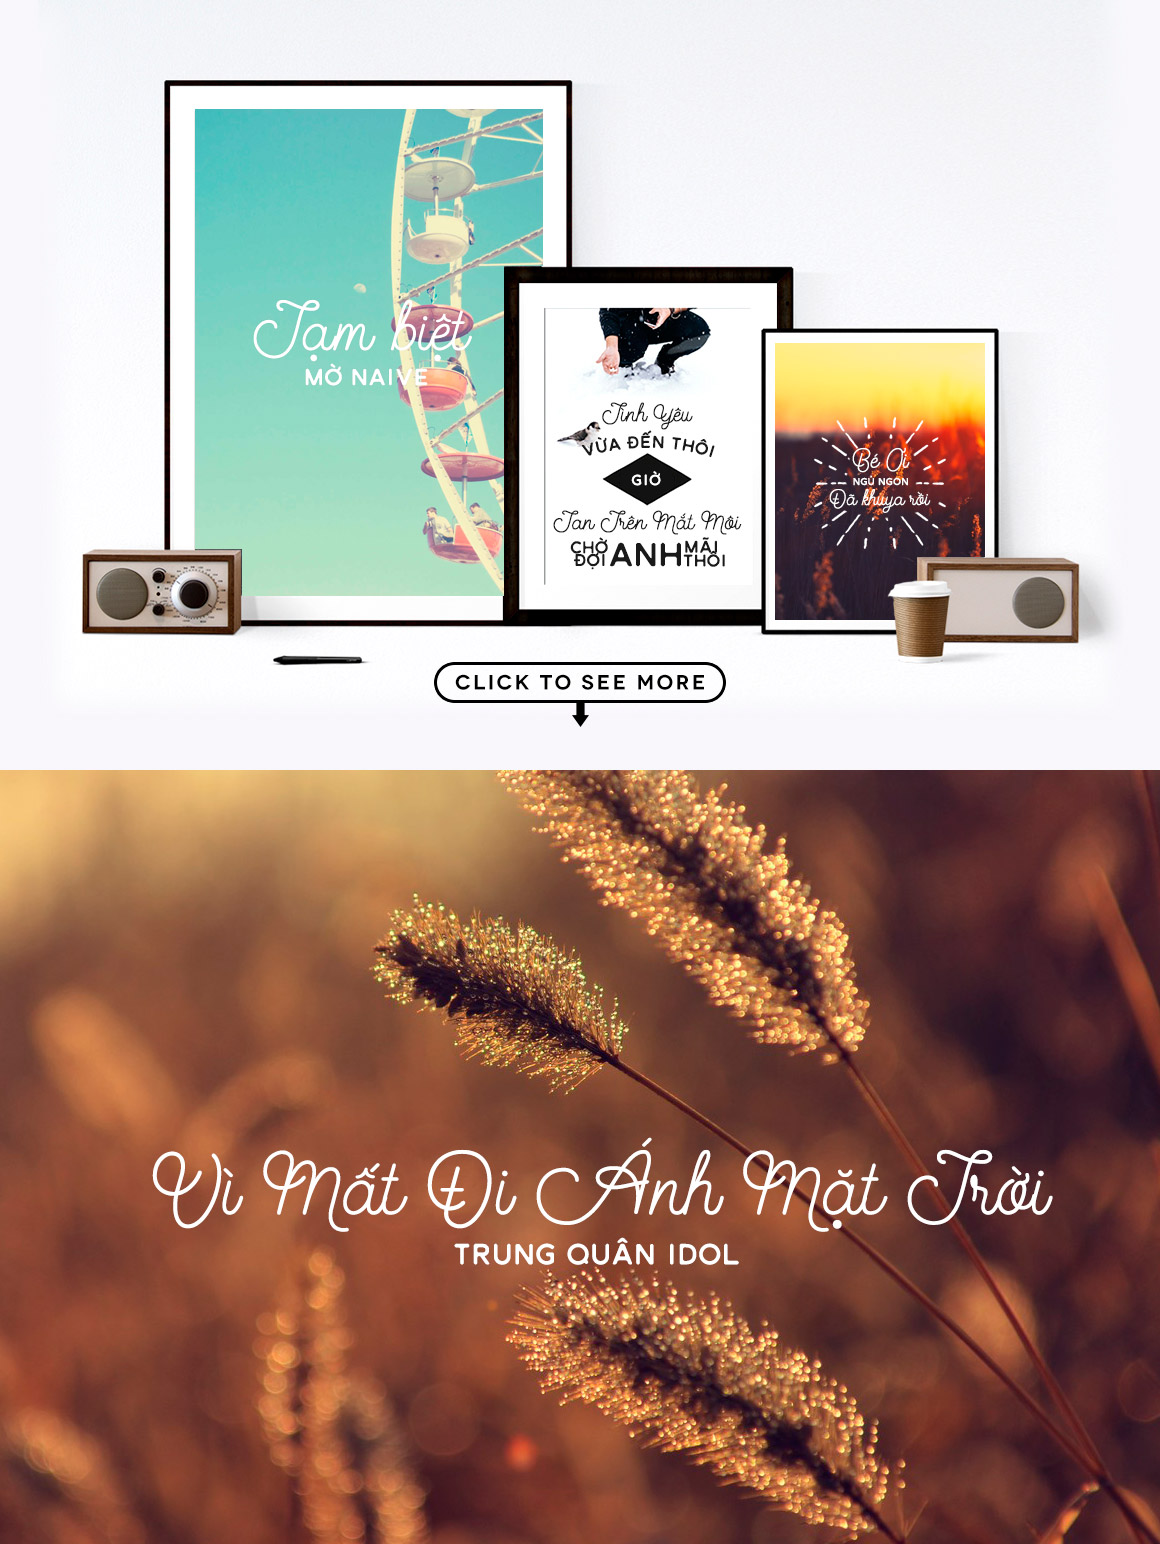 Tạm biệt
MỜ NAIVE
Tình Yêu
VỪA ĐẾN THÔI
GIỜ
Tan Trên Mắt Môi
CHỜ ĐỢI ANH MÃI THÔI
Bé Ơi
NGỦ NGON
Đã khuya rồi
CLICK TO SEE MORE
Vì Mất Đi Ánh Mặt Trời
TRUNG QUÂN IDOL